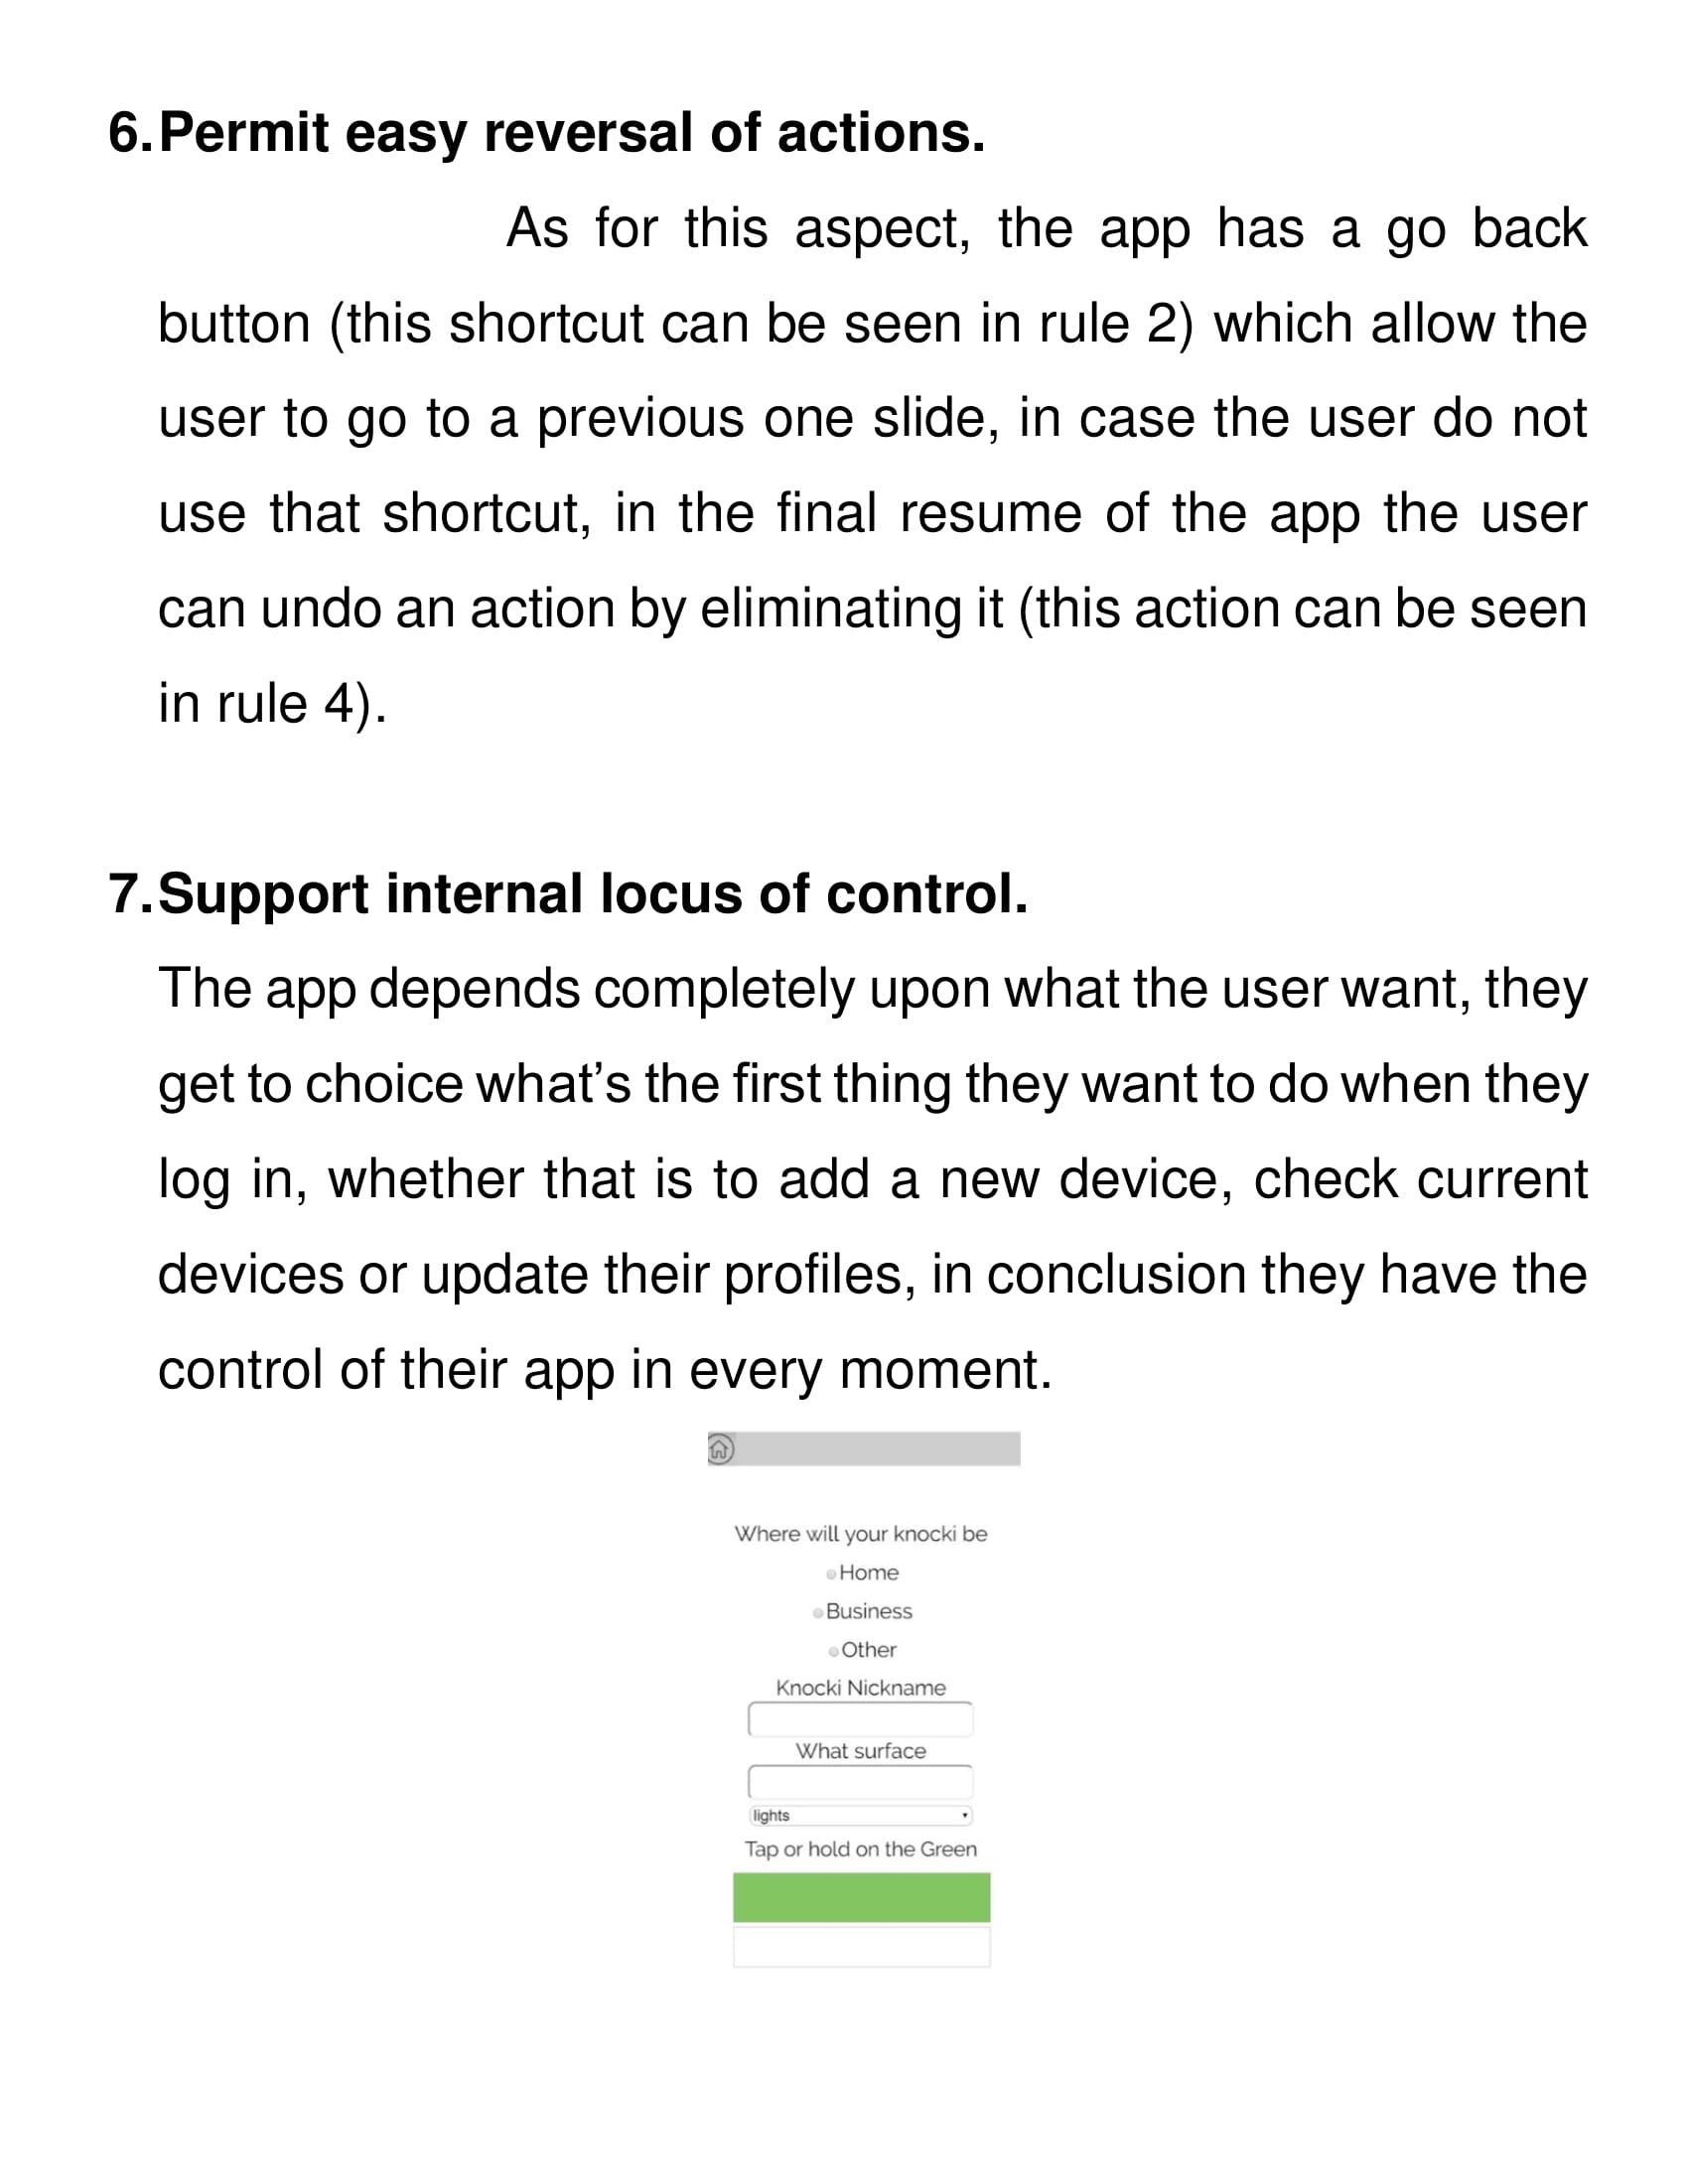 6.Permit easy reversal of actions.
As for this aspect, the app has a go back
button (this shortcut can be seen in rule 2) which allow the
user to go to a previous one slide, in case the user do not
use that shortcut, in the final resume of the app the user
can undo an action by eliminating it (this action can be seen
in rule 4).
7.Support internal locus of control.
The app depends completely upon what the user want, they
get to choice what’s the first thing they want to do when they
log in, whether that is to add a new device, check current
devices or update their profiles, in conclusion they have the
control of their app in every moment.
Where will your knocki be
Home
Business
Other
Knocki Nickname
What surface
lights
Tap or hold on the Green